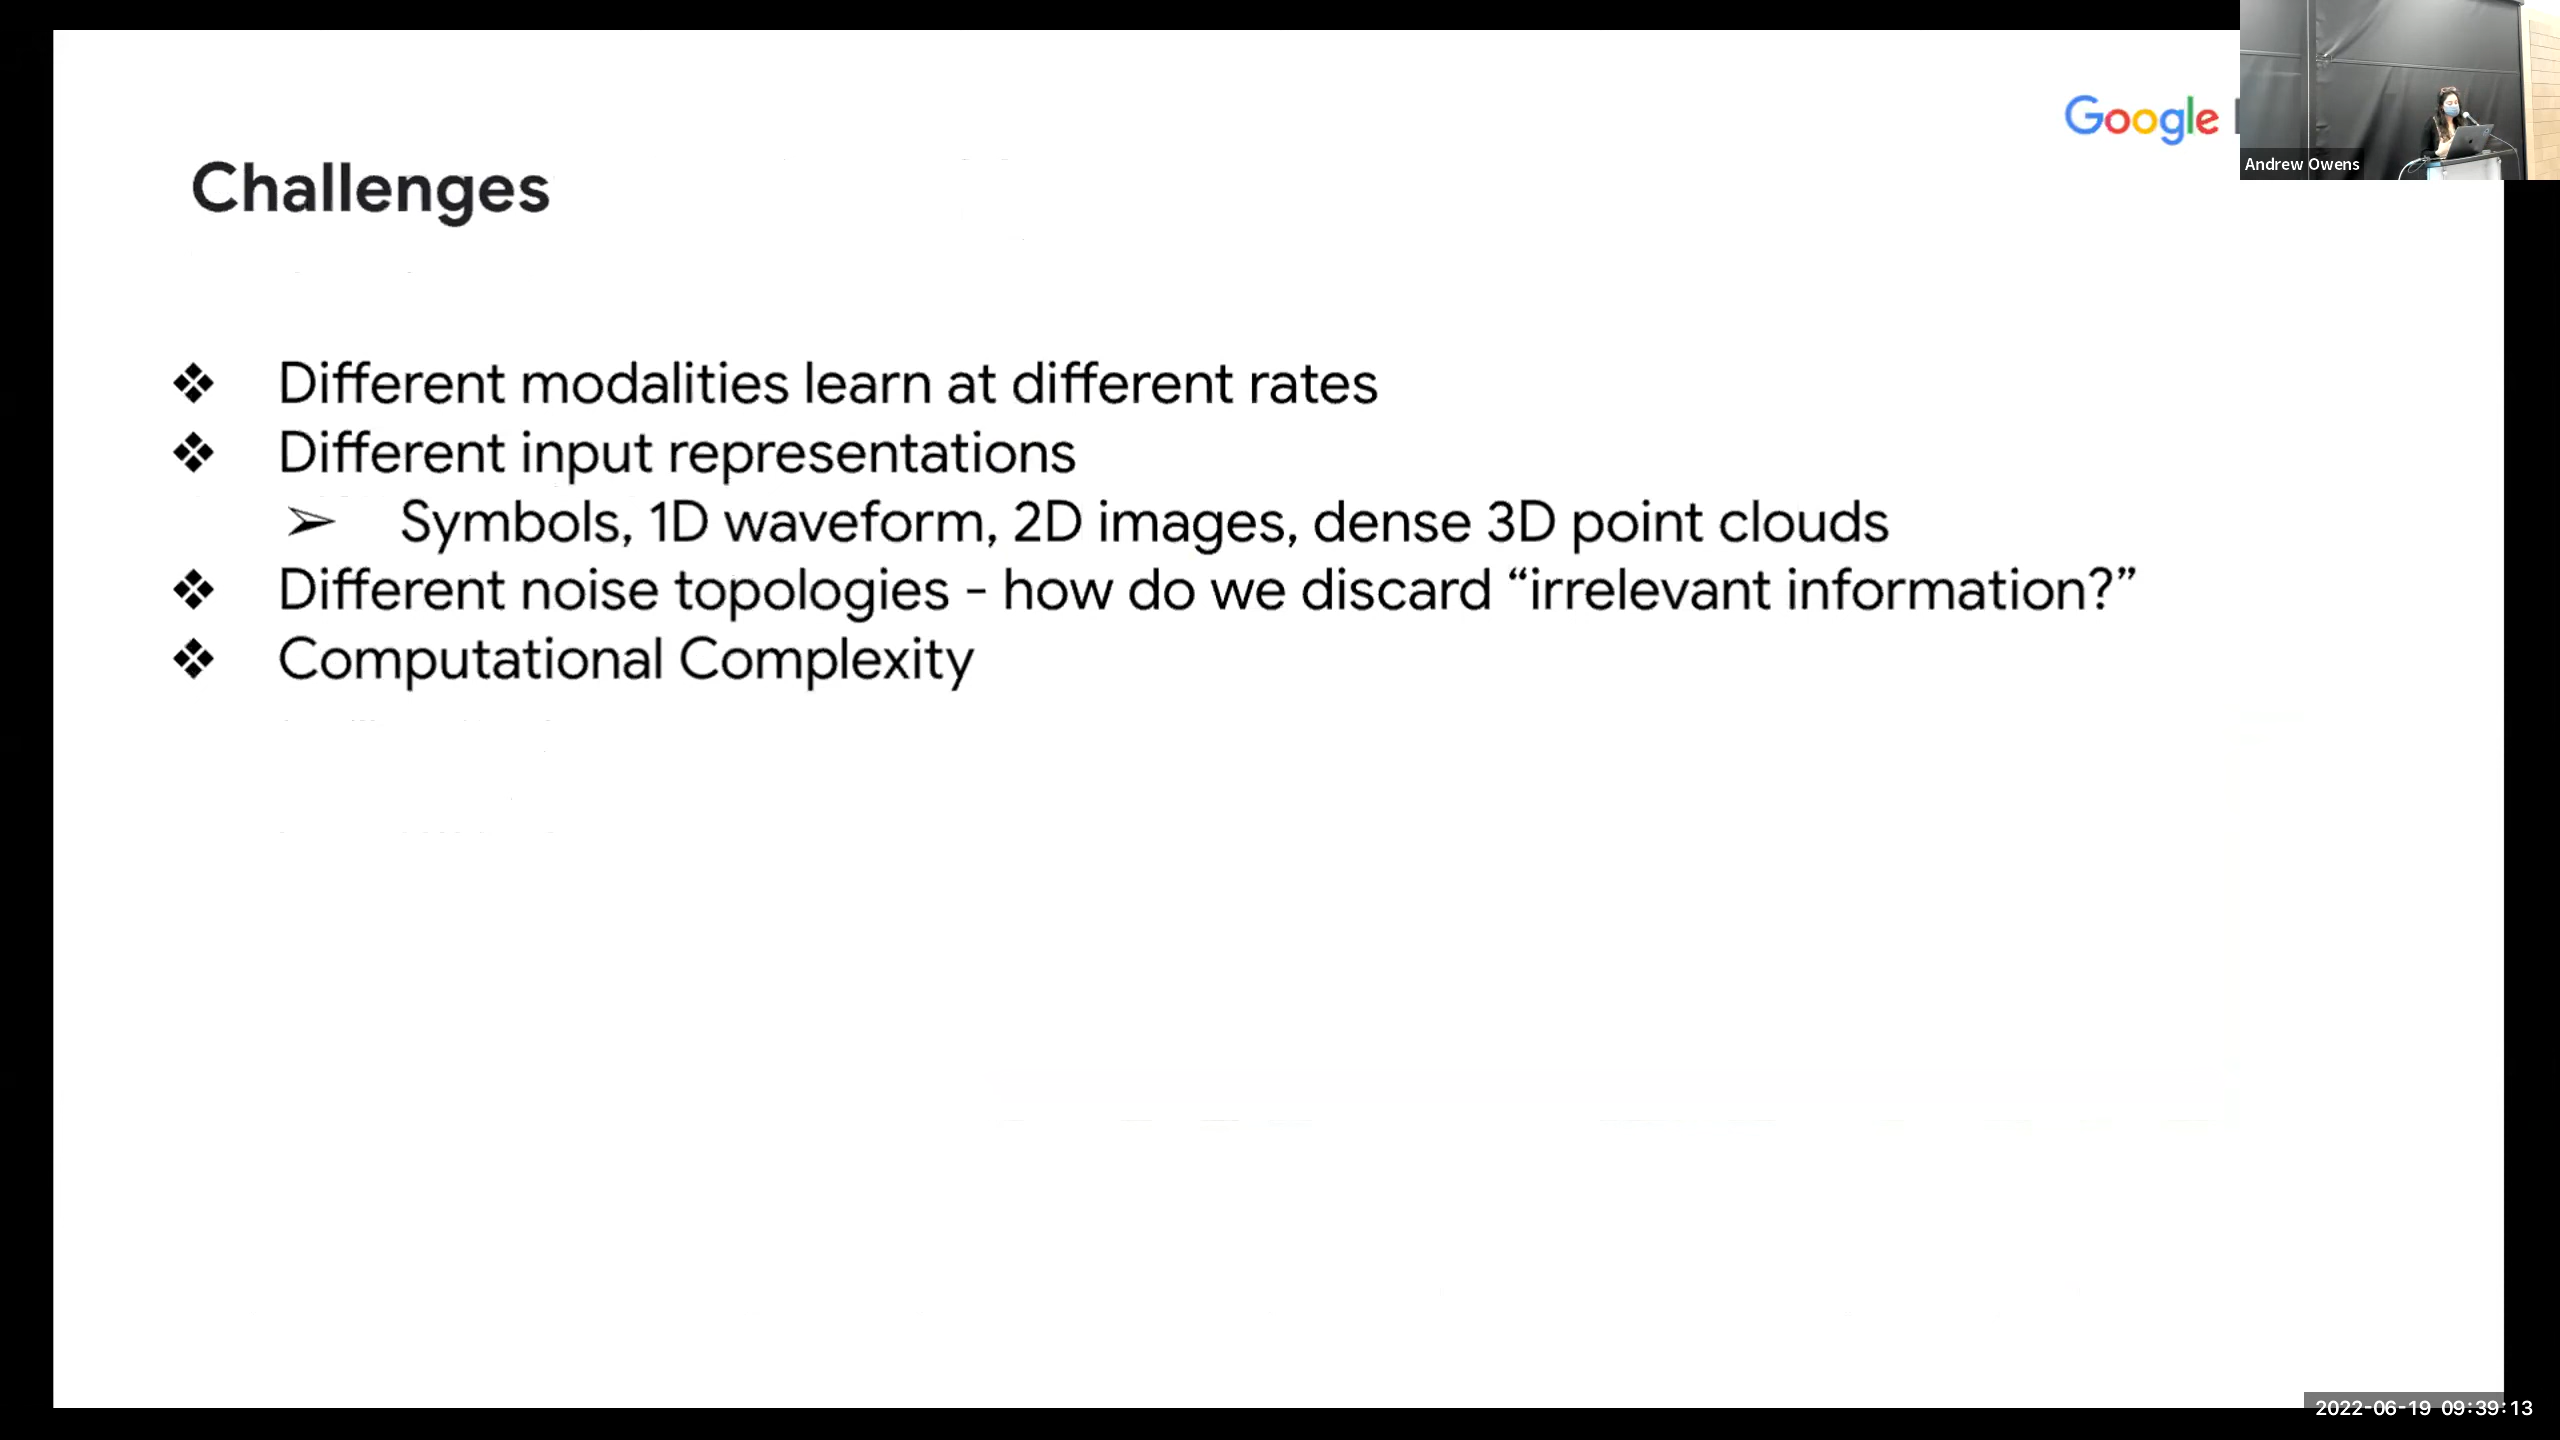 Google
Andrew Owens
Challenges
❖ Different modalities learn at different rates
❖ Different input representations
➢ Symbols, 1D waveform, 2D images, dense 3D point clouds
❖ Different noise topologies - how do we discard “irrelevant information?”
❖ Computational Complexity
2022-06-19 09:39:13